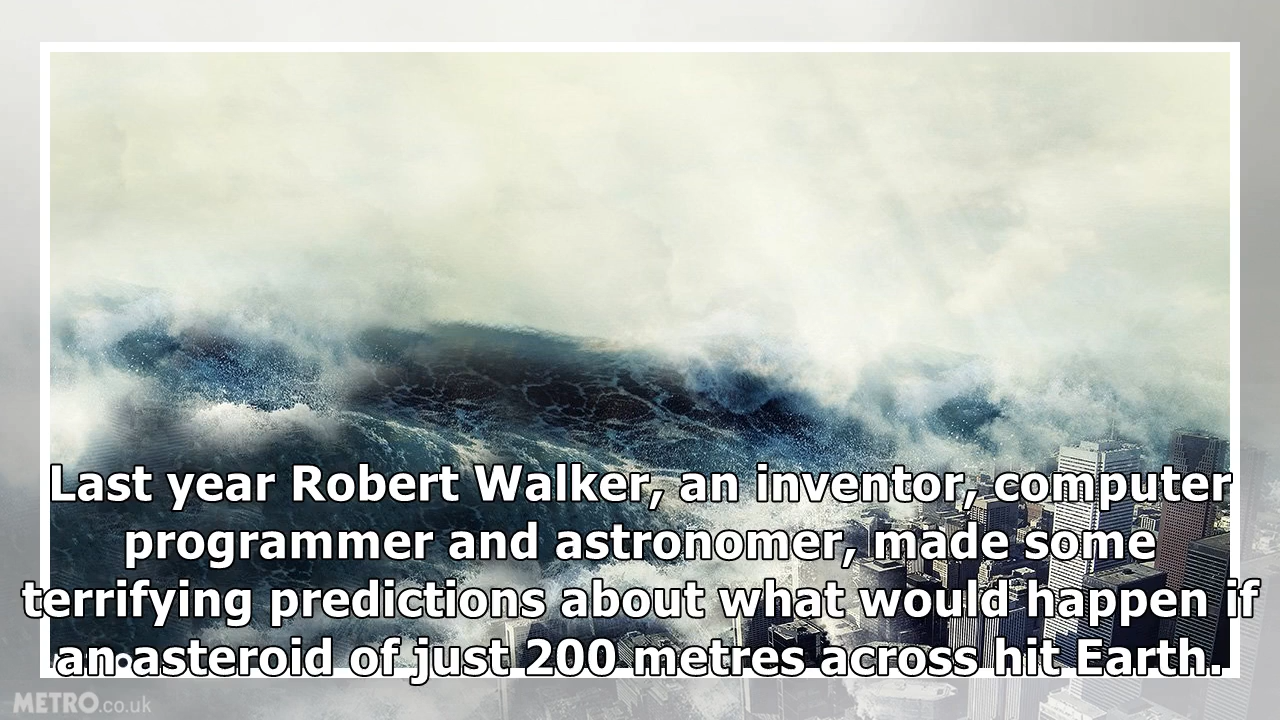 Last year Robert Walker, an inventor, computer
programmer and astronomer, made some
terrifying predictions about what would happen if
an asteroid of just 200 metres across hit Earth.
METRO.co.uk